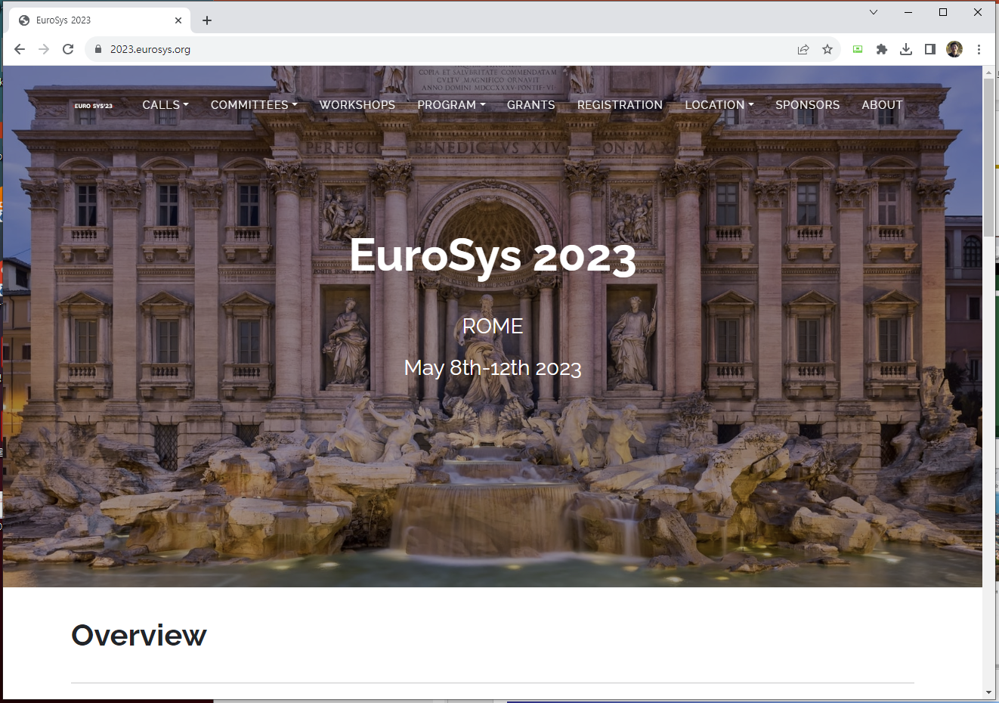 EuroSys 2023
2023.eurosys.org
COPIA ET SALVBRITATE COMMENDATAM
CVLTV MAGNIFICO ORNAVIT
ANNO DOMINI MDCCXXXV PONTIF VI
EURO SYS'23 CALLS COMMITTEES WORKSHOPS PROGRAM GRANTS REGISTRATION LOCATION SPONSORS ABOUT
PERFECIT BENEDICTVS XIV PON MAX
EuroSys 2023
ROME
May 8th-12th 2023
Overview